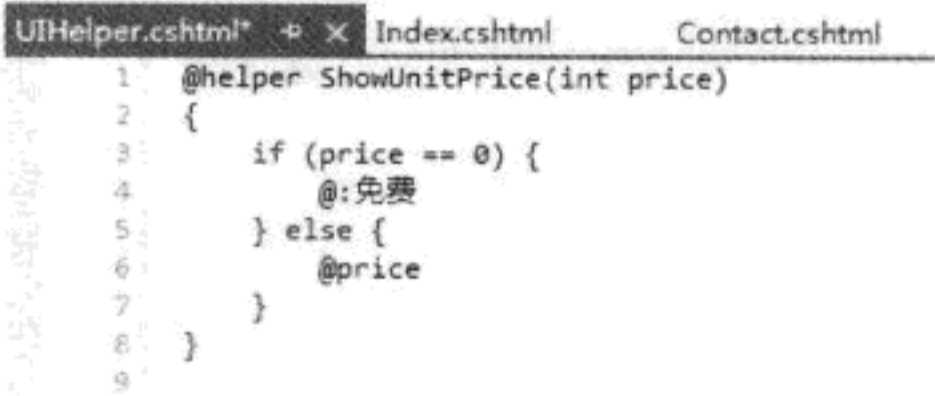 UIHelper.cshtml* Index.cshtml Contact.cshtml
1 @helper ShowUnitPrice(int price)
2 {
3 if (price == 0) {
4 @:免费
5 } else {
6 @price
7 }
8 }
9